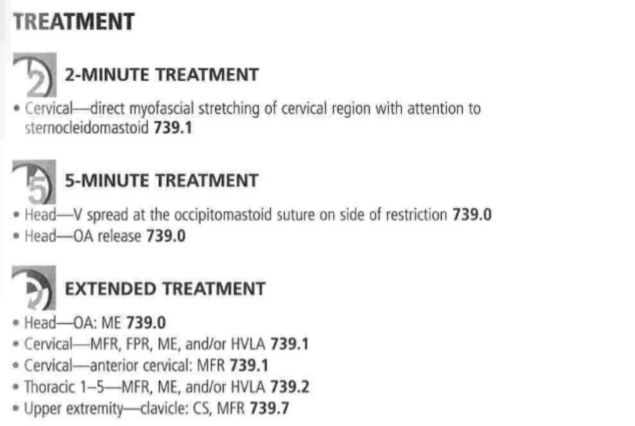 TREATMENT
2
2-MINUTE TREATMENT
• Cervical—direct myofascial stretching of cervical region with attention to
sternocleidomastoid 739.1
5
5-MINUTE TREATMENT
• Head—V spread at the occipitomastoid suture on side of restriction 739.0
• Head—OA release 739.0
EXTENDED TREATMENT
• Head—OA: ME 739.0
• Cervical—MFR, FPR, ME, and/or HVLA 739.1
• Cervical—anterior cervical: MFR 739.1
• Thoracic 1–5—MFR, ME, and/or HVLA 739.2
• Upper extremity—clavicle: CS, MFR 739.7